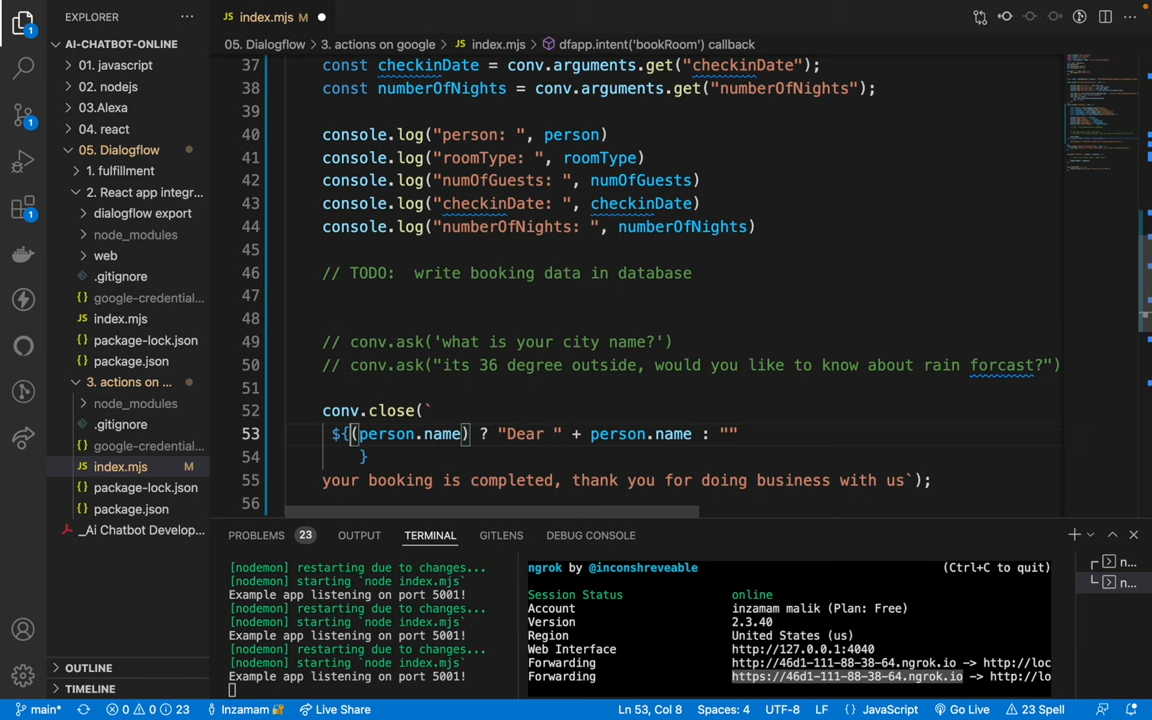 EXPLORER
index.mjs M
AI-CHATBOT-ONLINE
01. javascript
02. nodejs
03.Alexa
04. react
05. Dialogflow
1. fulfillment
2. React app integr...
dialogflow export
node_modules
web
.gitignore
google-credential...
index.mjs
package-lock.json
package.json
3. actions on ...
node_modules
.gitignore
google-credential...
index.mjs M
package-lock.json
package.json
_Ai Chatbot Develop...
OUTLINE
TIMELINE
05. Dialogflow > 3. actions on google > JS index.mjs > dfapp.intent('bookRoom') callback
37 const checkinDate = conv.arguments.get("checkinDate");
38 const numberOfNights = conv.arguments.get("numberOfNights");
39
40 console.log("person: ", person)
41 console.log("roomType: ", roomType)
42 console.log("numOfGuests: ", numOfGuests)
43 console.log("checkinDate: ", checkinDate)
44 console.log("numberOfNights: ", numberOfNights)
45
46 // TODO:  write booking data in database
47
48
49 // conv.ask('what is your city name?')
50 // conv.ask("its 36 degree outside, would you like to know about rain forcast?")
51
52 conv.close(`
53 ${(person.name) ? "Dear " + person.name : ""
54 }
55 your booking is completed, thank you for doing business with us`);
56
PROBLEMS 23 OUTPUT TERMINAL GITLENS DEBUG CONSOLE
[nodemon] restarting due to changes...
[nodemon] starting `node index.mjs`
Example app listening on port 5001!
[nodemon] restarting due to changes...
[nodemon] starting `node index.mjs`
Example app listening on port 5001!
[nodemon] restarting due to changes...
[nodemon] starting `node index.mjs`
Example app listening on port 5001!
ngrok by @inconshreveable (Ctrl+C to quit)
Session Status online
Account inzamam malik (Plan: Free)
Version 2.3.40
Region United States (us)
Web Interface http://127.0.0.1:4040
Forwarding http://46d1-111-88-38-64.ngrok.io -> http://loc
Forwarding https://46d1-111-88-38-64.ngrok.io -> http://lo
n...
n...
main* 0 0 23 Inzamam Live Share Ln 53, Col 8 Spaces: 4 UTF-8 LF {} JavaScript Go Live 23 Spell